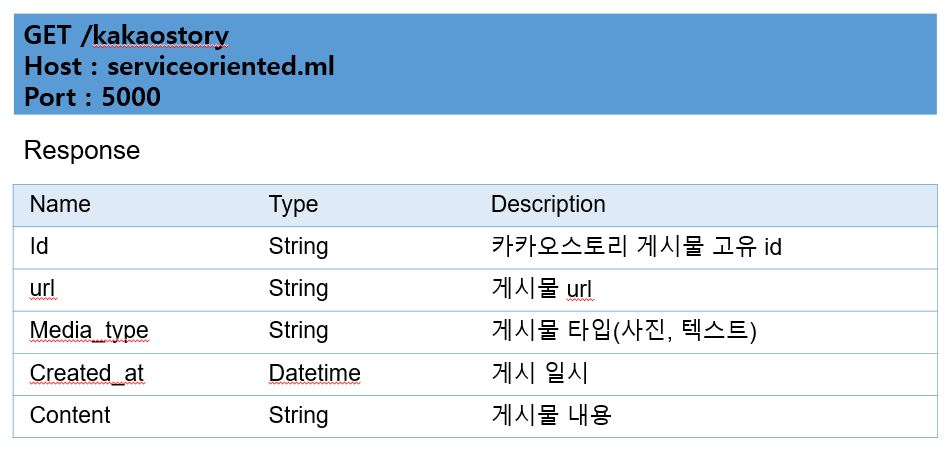 GET /kakaostory
Host : serviceoriented.ml
Port : 5000
Response
Name Type Description
Id String 카카오스토리 게시물 고유 id
url String 게시물 url
Media_type String 게시물 타입(사진, 텍스트)
Created_at Datetime 게시 일시
Content String 게시물 내용